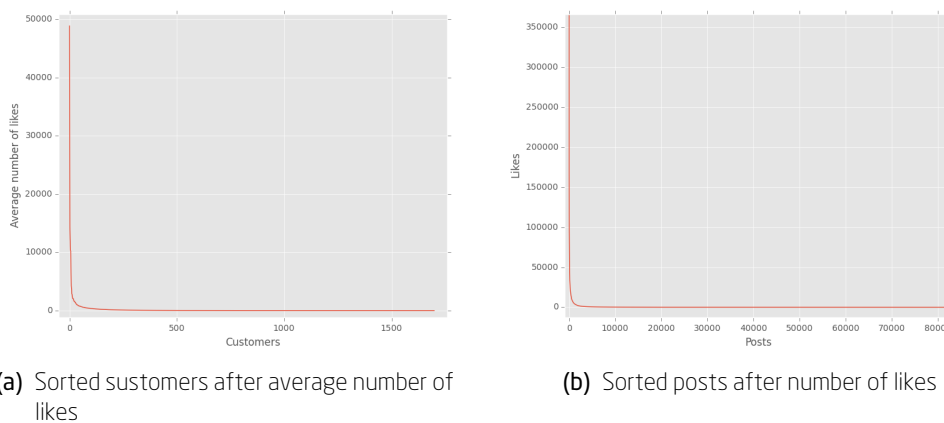 50000
40000
30000
20000
10000
0
Average number of likes
0 500 1000 1500
Customers
(a) Sorted sustomers after average number of
likes
350000
300000
250000
200000
150000
100000
50000
0
Likes
0 10000 20000 30000 40000 50000 60000 70000
Posts
(b) Sorted posts after number of likes